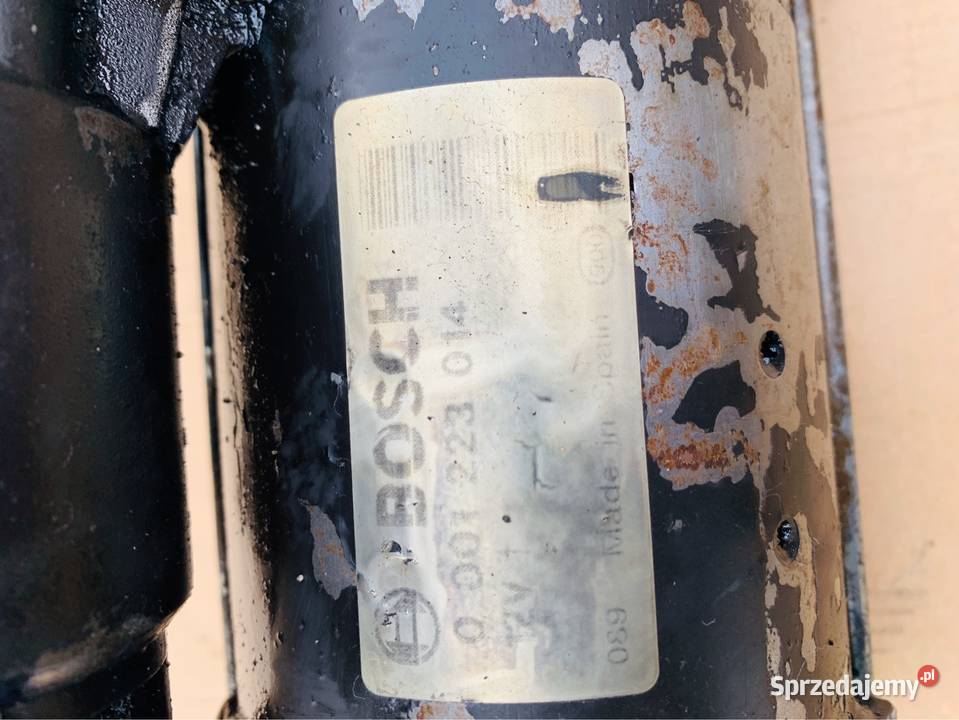 BOSCH
0 001 223 014
12V
089 Made in Spain
Sprzedajemy.pl